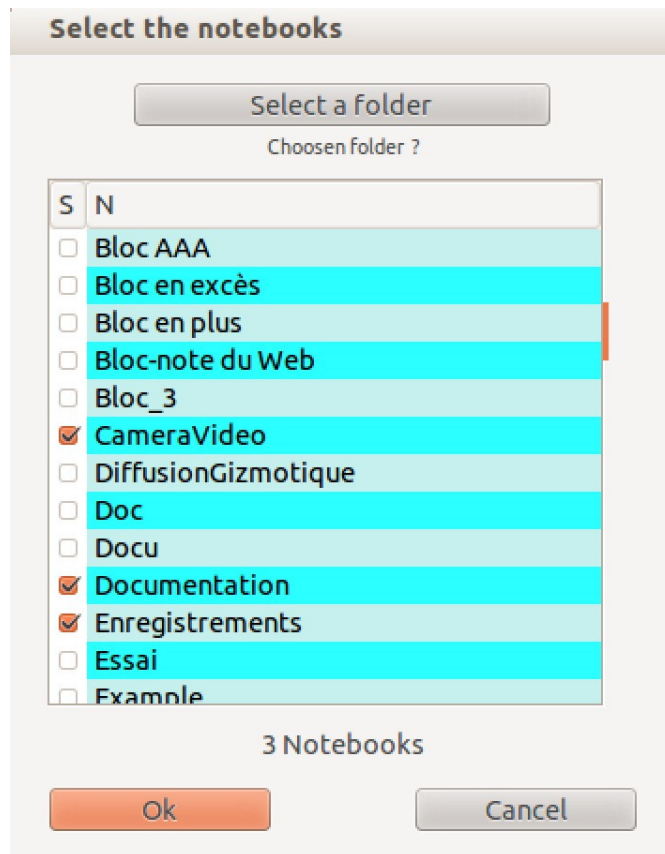 Select the notebooks
Select a folder
Choosen folder ?
S N
Bloc AAA
Bloc en excès
Bloc en plus
Bloc-note du Web
Bloc_3
CameraVideo
DiffusionGizmotique
Doc
Docu
Documentation
Enregistrements
Essai
Example
3 Notebooks
Ok Cancel